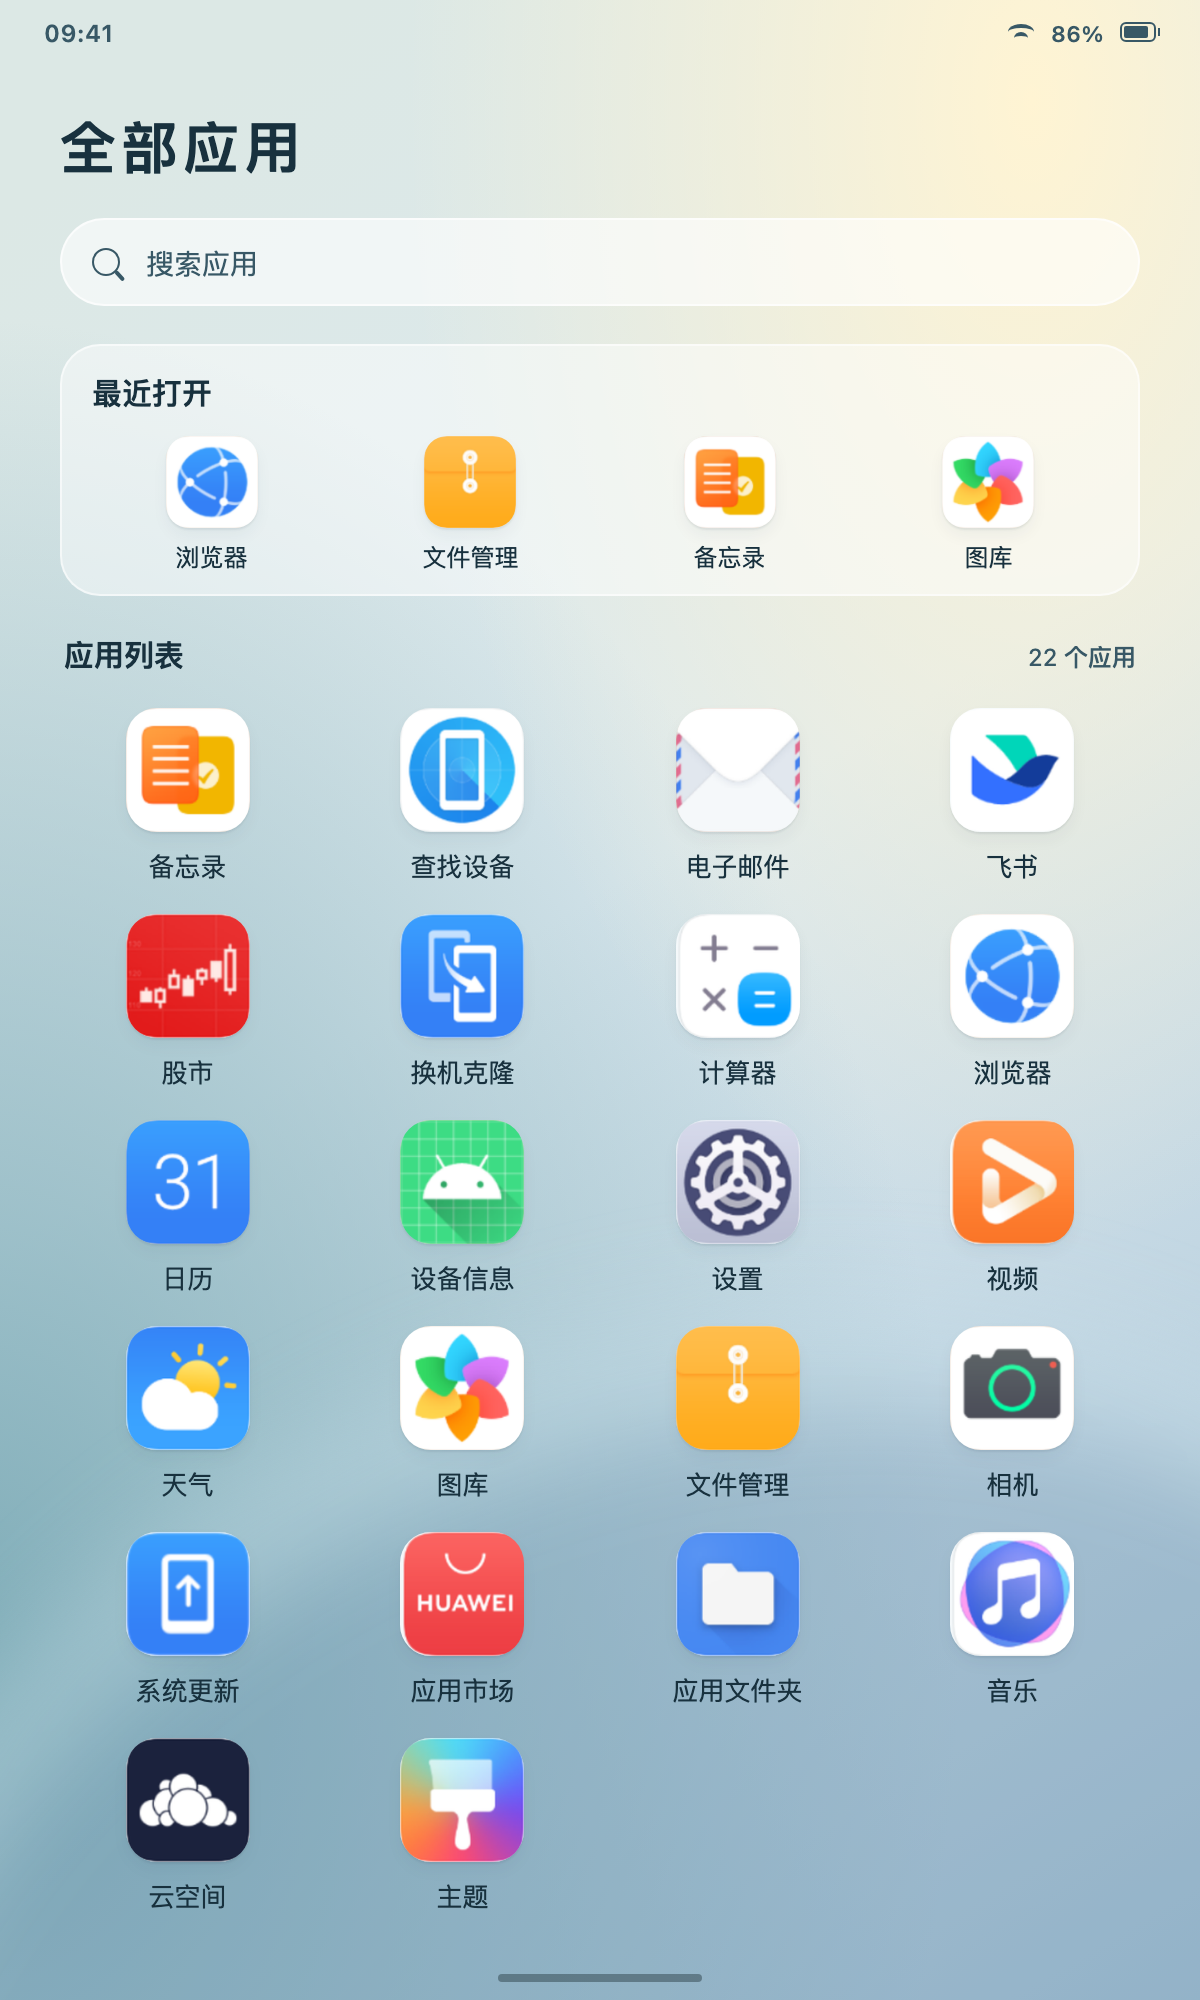 09:41
86%
全部应用
搜索应用
最近打开
浏览器 文件管理 备忘录 图库
应用列表
22 个应用
备忘录 查找设备 电子邮件 飞书
股市 换机克隆 计算器 浏览器
31
日历 设备信息 设置 视频
天气 图库 文件管理 相机
HUAWEI
系统更新 应用市场 应用文件夹 音乐
云空间 主题